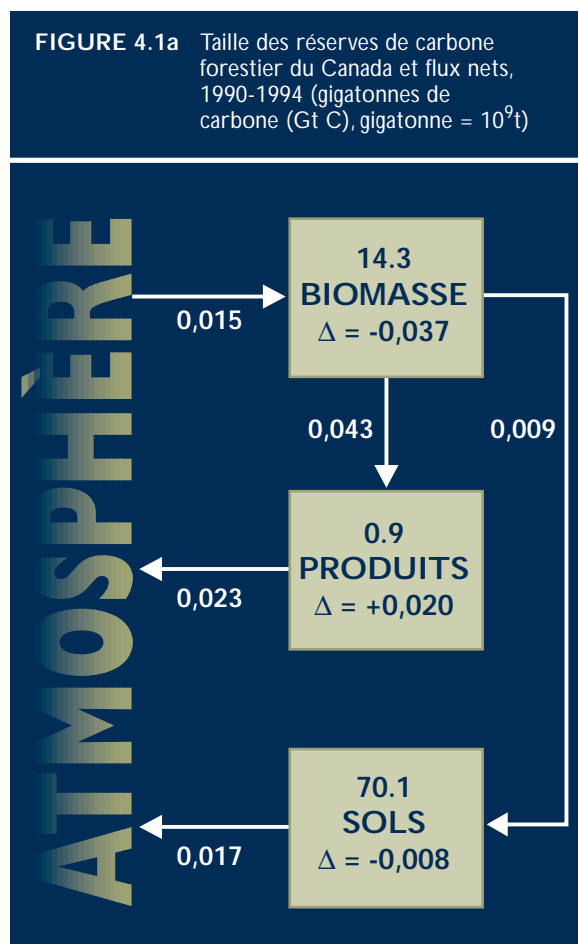 FIGURE 4.1a Taille des réserves de carbone
forestier du Canada et flux nets,
1990-1994 (gigatonnes de
carbone (Gt C), gigatonne = 10⁹t)
ATMOSPHÈRE
14.3
BIOMASSE
Δ = -0,037
0,015
0,043
0,009
0.9
PRODUITS
Δ = +0,020
0,023
70.1
SOLS
Δ = -0,008
0,017